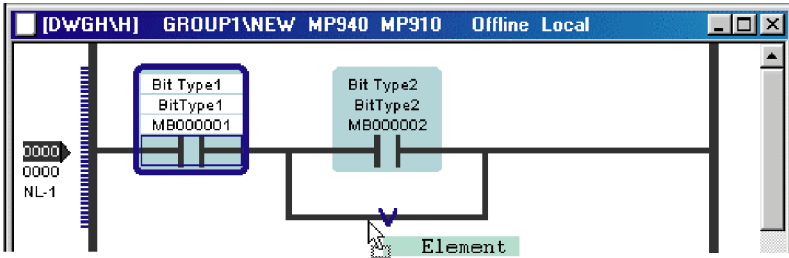 [DWGH\H] GROUP1\NEW MP940 MP910 Offline Local
Bit Type1
BitType1
MB000001
Bit Type2
BitType2
MB000002
0000
0000
NL-1
Element